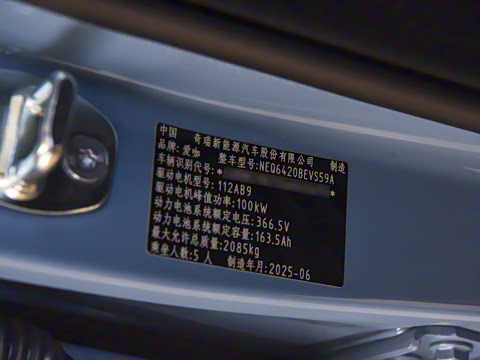 中国 奇瑞新能源汽车股份有限公司 制造
品牌:爱咖 整车型号:NEQ6420BEVS59A
车辆识别代号:* *
驱动电机型号:112AB9
驱动电机峰值功率:100kW
动力电池系统额定电压:366.5V
动力电池系统额定容量:163.5Ah
最大允许总质量:2085kg
乘坐人数:5 人 制造年月:2025-06